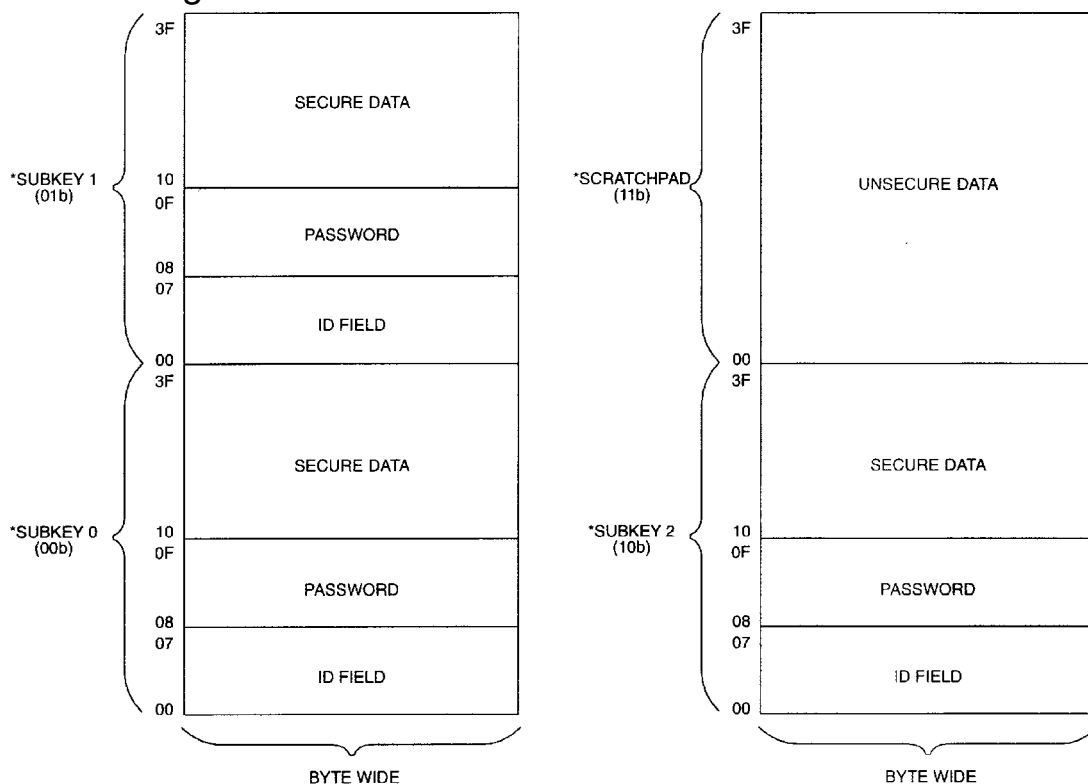 3F
SECURE DATA
*SUBKEY 1
(01b)
10
0F
PASSWORD
08
07
ID FIELD
00
3F
SECURE DATA
*SUBKEY 0
(00b)
10
0F
PASSWORD
08
07
ID FIELD
00
BYTE WIDE
3F
*SCRATCHPAD
(11b)
UNSECURE DATA
00
3F
SECURE DATA
*SUBKEY 2
(10b)
10
0F
PASSWORD
08
07
ID FIELD
00
BYTE WIDE